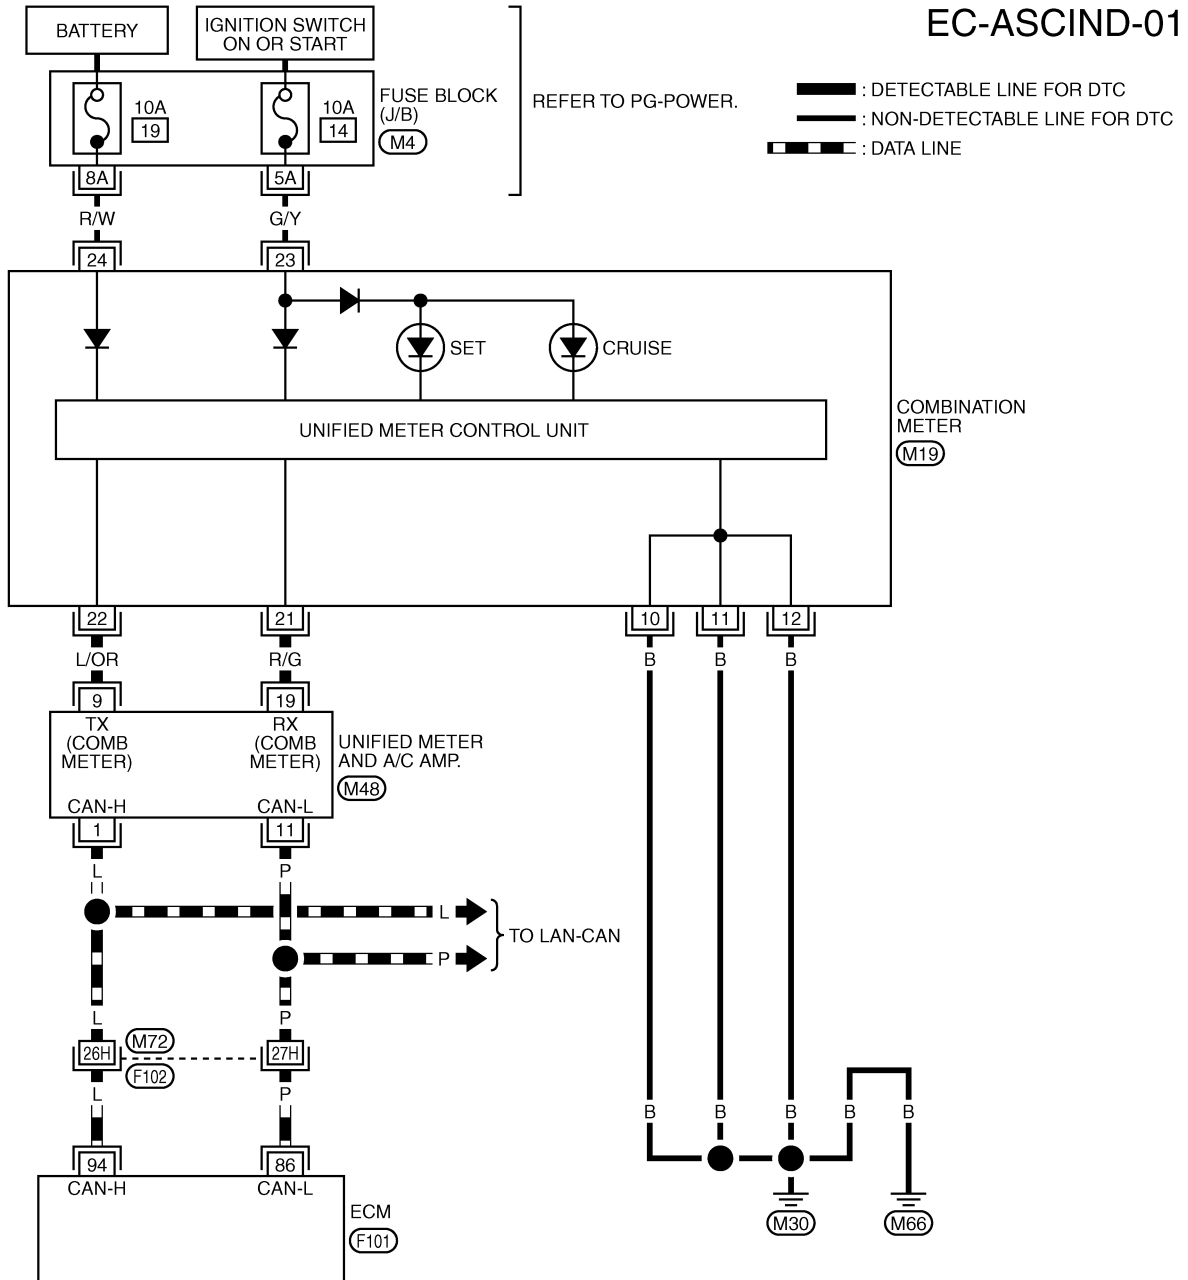 EC-ASCIND-01
BATTERY
IGNITION SWITCH
ON OR START
10A
19
10A
14
FUSE BLOCK
(J/B)
M4
REFER TO PG-POWER.
: DETECTABLE LINE FOR DTC
: NON-DETECTABLE LINE FOR DTC
: DATA LINE
8A
5A
R/W
G/Y
24
23
SET
CRUISE
UNIFIED METER CONTROL UNIT
COMBINATION
METER
M19
22
21
10
11
12
L/OR
R/G
B
B
B
9
19
TX
(COMB
METER)
RX
(COMB
METER)
UNIFIED METER
AND A/C AMP.
M48
CAN-H
CAN-L
1
11
L
P
L
P
TO LAN-CAN
L
P
26H
M72
F102
27H
L
P
B
B
B
B
B
94
86
CAN-H
CAN-L
ECM
F101
M30
M66